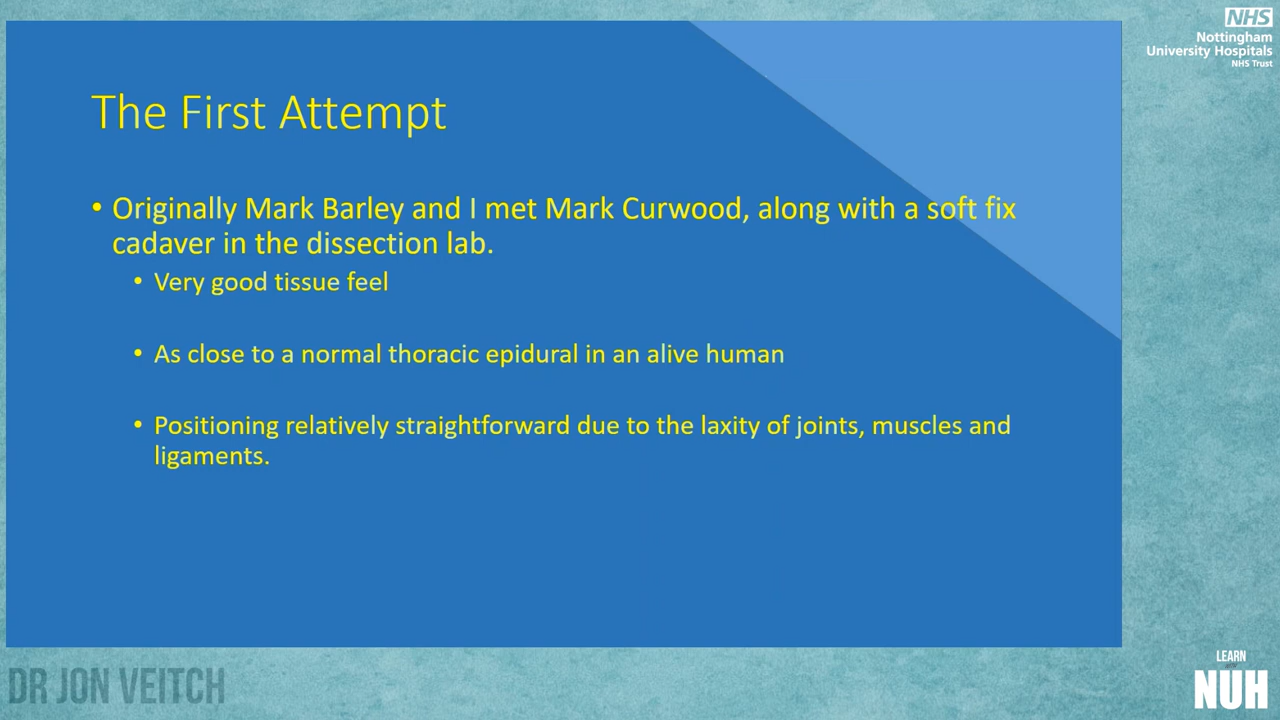 NHS
Nottingham
University Hospitals
NHS Trust
The First Attempt
• Originally Mark Barley and I met Mark Curwood, along with a soft fix
cadaver in the dissection lab.
• Very good tissue feel
• As close to a normal thoracic epidural in an alive human
• Positioning relatively straightforward due to the laxity of joints, muscles and
ligaments.
DR JON VEITCH
LEARN
NUH